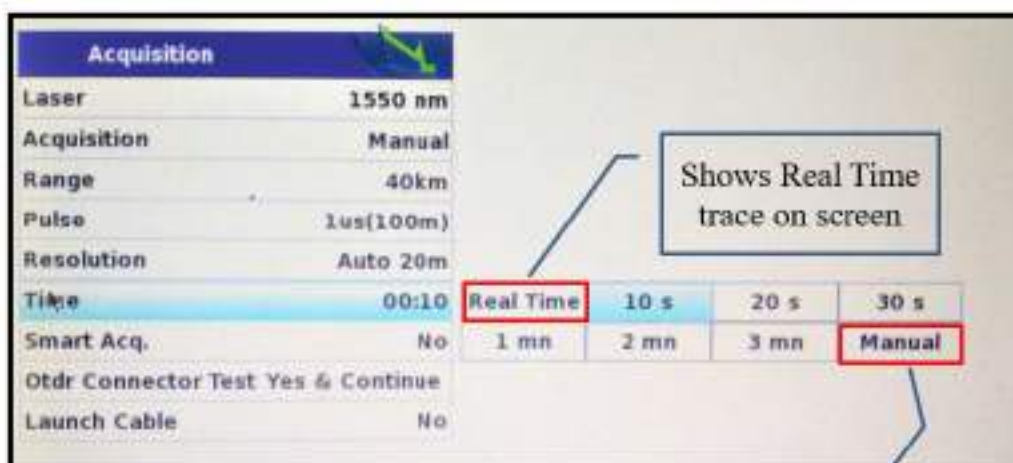 Acquisition
Laser 1550 nm
Acquisition Manual
Range 40km
Pulse 1us(100m)
Resolution Auto 20m
Time 00:10 Real Time 10 s 20 s 30 s
Smart Acq. No 1 mn 2 mn 3 mn Manual
Otdr Connector Test Yes & Continue
Launch Cable No
Shows Real Time
trace on screen